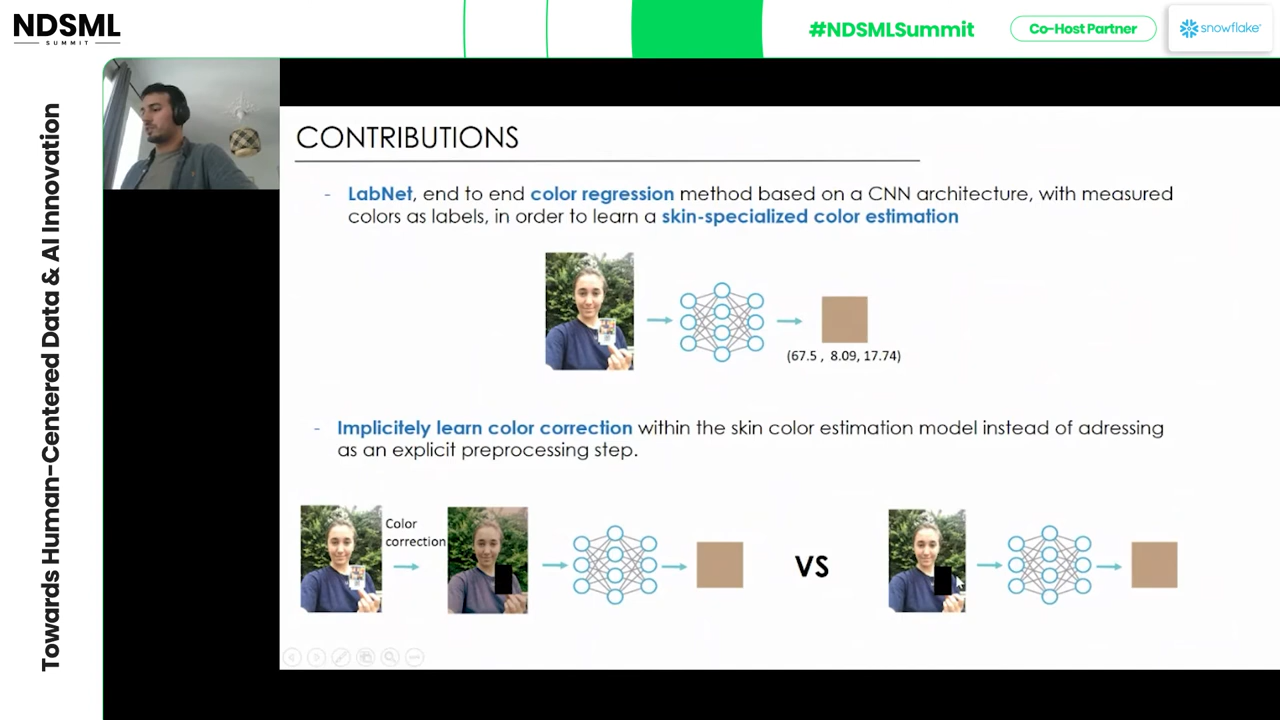 NDSML
SUMMIT
#NDSMLSummit
Co-Host Partner
snowflake
Towards Human-Centered Data & AI Innovation
CONTRIBUTIONS
- LabNet, end to end color regression method based on a CNN architecture, with measured
colors as labels, in order to learn a skin-specialized color estimation
(67.5 , 8.09, 17.74)
- Implicitely learn color correction within the skin color estimation model instead of adressing
as an explicit preprocessing step.
Color
correction
VS